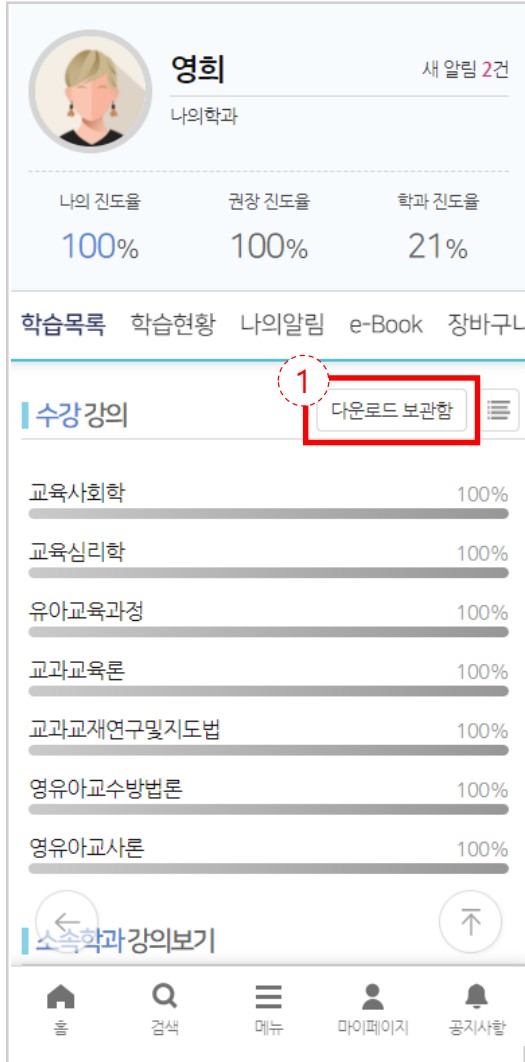 영희
새 알림 2건
나의학과
나의 진도율 권장 진도율 학과 진도율
100% 100% 21%
학습목록 학습현황 나의알림 e-Book 장바구니
1
수강 강의 다운로드 보관함
교육사회학 100%
교육심리학 100%
유아교육과정 100%
교과교육론 100%
교과교재연구및지도법 100%
영유아교수방법론 100%
영유아교사론 100%
소속학과 강의보기
홈 검색 메뉴 마이페이지 공지사항